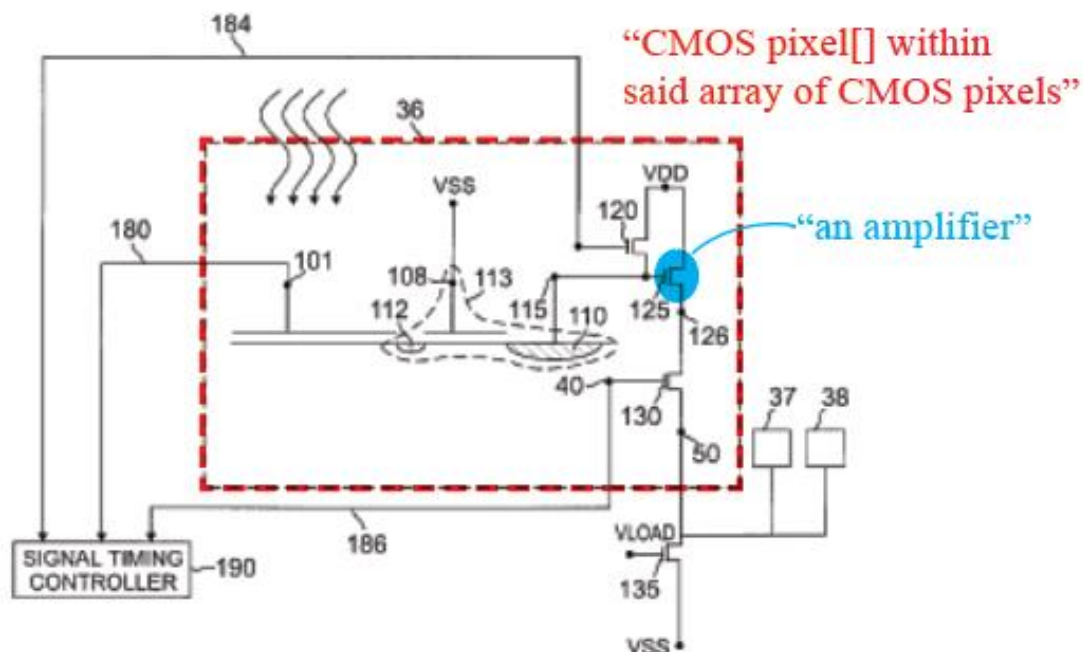 184
“CMOS pixel[] within
said array of CMOS pixels”
36
VSS
VDD
120
“an amplifier”
180
101
108
113
115
125
112
110
126
40
130
37
38
50
186
VLOAD
SIGNAL TIMING
CONTROLLER
190
135
VSS